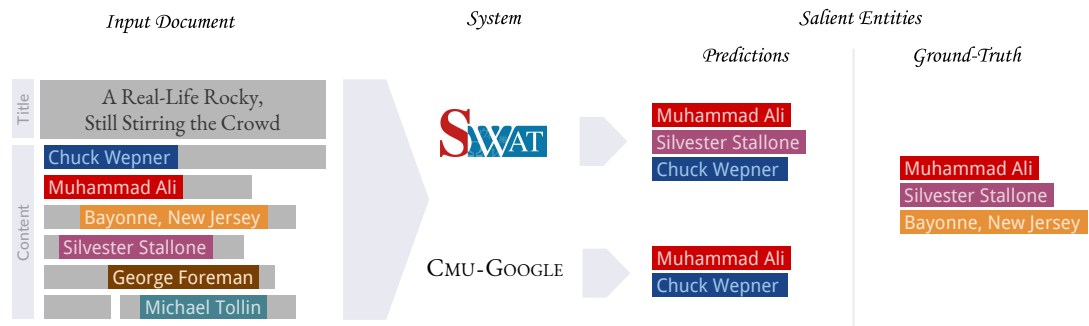 Input Document
System
Salient Entities
Predictions
Ground-Truth
Title
A Real-Life Rocky,
Still Stirring the Crowd
Content
Chuck Wepner
Muhammad Ali
Bayonne, New Jersey
Silvester Stallone
George Foreman
Michael Tollin
SWAT
CMU-GOOGLE
Muhammad Ali
Silvester Stallone
Chuck Wepner
Muhammad Ali
Chuck Wepner
Muhammad Ali
Silvester Stallone
Bayonne, New Jersey